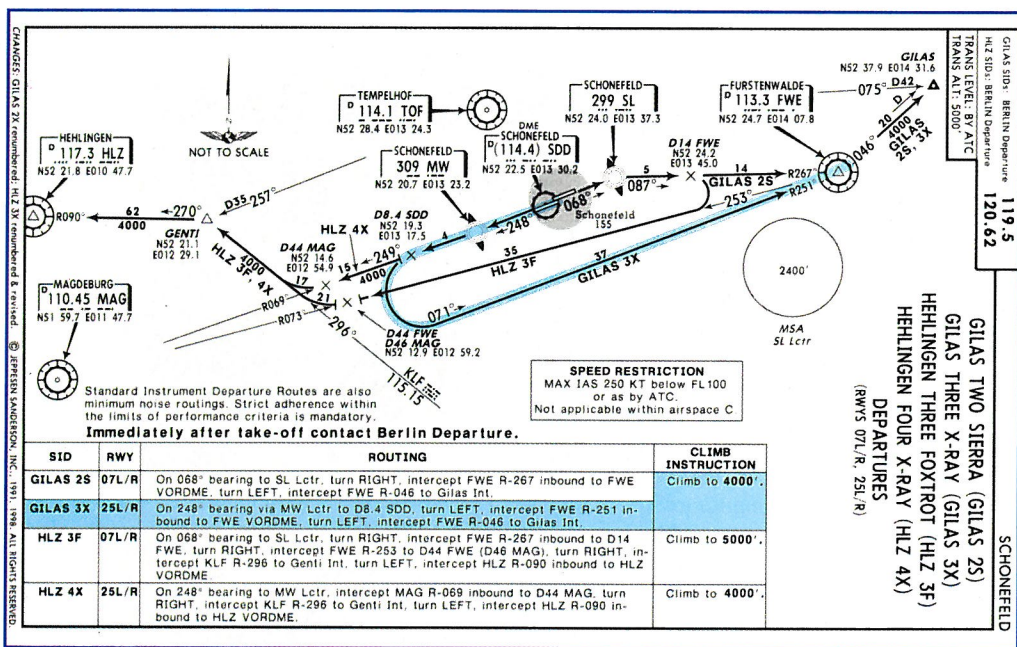 GILAS SIDs: BERLIN Departure 119.5
HLZ SIDs: BERLIN Departure 120.62
TRANS LEVEL: BY ATC
TRANS ALT: 5000'
SCHONEFELD
GILAS TWO SIERRA (GILAS 2S)
GILAS THREE X-RAY (GILAS 3X)
HEHLINGEN THREE FOXTROT (HLZ 3F)
HEHLINGEN FOUR X-RAY (HLZ 4X)
DEPARTURES
(RWYS 07L/R, 25L/R)
GILAS
N52 37.9 E014 31.6
075°
D42
20
D
4000
GILAS
2S, 3X
046°
FURSTENWALDE
D 113.3 FWE
N52 24.7 E014 07.8
SCHONEFELD
299 SL
N52 24.0 E013 37.3
TEMPELHOF
D 114.1 TOF
N52 28.4 E013 24.3
DME
SCHONEFELD
D(114.4) SDD
N52 22.5 E013 30.2
SCHONEFELD
309 MW
N52 20.7 E013 23.2
NOT TO SCALE
HEHLINGEN
D 117.3 HLZ
N52 21.8 E010 47.7
D14 FWE
N52 24.2
E013 45.0
5
087°
14
GILAS 2S
R267°
R251
253°
068°
248°
Schonefeld
155
D8.4 SDD
N52 19.3
E013 17.5
4
R090°
62
4000
270°
D35
257°
GENTI
N52 21.1
E012 29.1
HLZ 4X
D44 MAG
N52 14.6
E012 54.9
249°
15
4000
35
HLZ 3F
37
GILAS 3X
071°
4000
HLZ 3F, 4X
17
21
R069°
R073°
296°
D44 FWE
D46 MAG
N52 12.9 E012 59.2
KLF
115.15
MAGDEBURG
110.45 MAG
N51 59.7 E011 47.7
2400'
MSA
SL Lctr
SPEED RESTRICTION
MAX IAS 250 KT below FL100
or as by ATC.
Not applicable within airspace C
Standard Instrument Departure Routes are also
minimum noise routings. Strict adherence within
the limits of performance criteria is mandatory.
Immediately after take-off contact Berlin Departure.
SID RWY ROUTING CLIMB INSTRUCTION
GILAS 2S 07L/R On 068° bearing to SL Lctr, turn RIGHT, intercept FWE R-267 inbound to FWE Climb to 4000'.
VORDME, turn LEFT, intercept FWE R-046 to Gilas Int.
GILAS 3X 25L/R On 248° bearing via MW Lctr to D8.4 SDD, turn LEFT, intercept FWE R-251 in-
bound to FWE VORDME, turn LEFT, intercept FWE R-046 to Gilas Int.
HLZ 3F 07L/R On 068° bearing to SL Lctr, turn RIGHT, intercept FWE R-267 inbound to D14 Climb to 5000'.
FWE, turn RIGHT, intercept FWE R-253 to D44 FWE (D46 MAG), turn RIGHT, in-
tercept KLF R-296 to Genti Int, turn LEFT, intercept HLZ R-090 inbound to HLZ
VORDME.
HLZ 4X 25L/R On 248° bearing to MW Lctr, intercept MAG R-069 inbound to D44 MAG, turn Climb to 4000'.
RIGHT, intercept KLF R-296 to Genti Int, turn LEFT, intercept HLZ R-090 in-
bound to HLZ VORDME.
CHANGES: GILAS 2X renumbered; HLZ 3X renumbered & revised. © JEPPESEN SANDERSON, INC., 1991, 1998. ALL RIGHTS RESERVED.